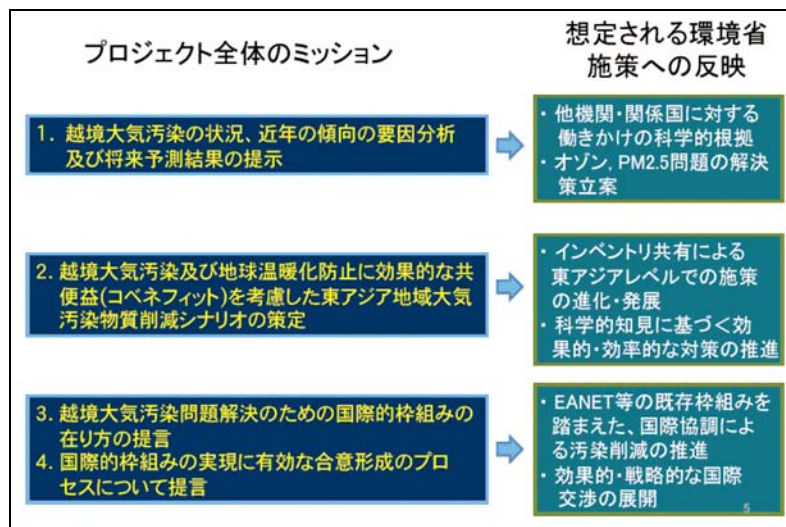 プロジェクト全体のミッション
想定される環境省
施策への反映
1. 越境大気汚染の状況、近年の傾向の要因分析
及び将来予測結果の提示
・他機関・関係国に対する
働きかけの科学的根拠
・オゾン, PM2.5問題の解決
策立案
2. 越境大気汚染及び地球温暖化防止に効果的な共
便益(コベネフィット)を考慮した東アジア地域大気
汚染物質削減シナリオの策定
・インベントリ共有による
東アジアレベルでの施策
の進化・発展
・科学的知見に基づく効
果的・効率的な対策の推進
3. 越境大気汚染問題解決のための国際的枠組みの
在り方の提言
4. 国際的枠組みの実現に有効な合意形成のプロ
セスについて提言
・EANET等の既存枠組みを
踏まえた、国際協調によ
る汚染削減の推進
・効果的・戦略的な国際
交渉の展開
5